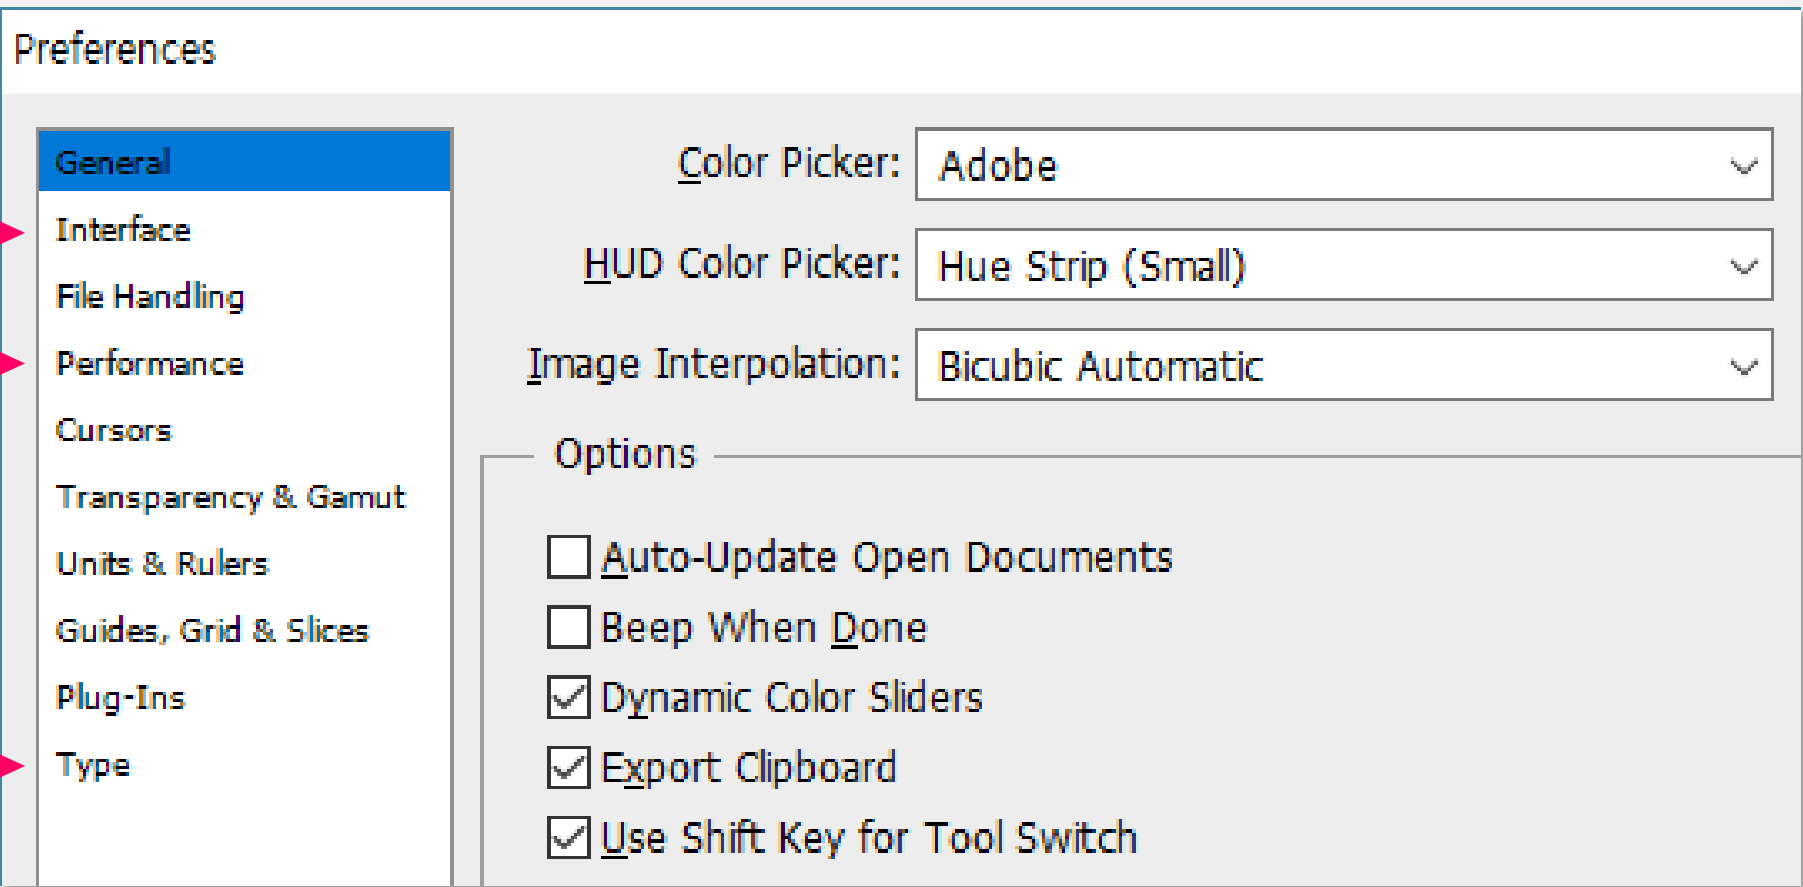 Preferences
General
Interface
File Handling
Performance
Cursors
Transparency & Gamut
Units & Rulers
Guides, Grid & Slices
Plug-Ins
Type
Color Picker: Adobe
HUD Color Picker: Hue Strip (Small)
Image Interpolation: Bicubic Automatic
Options
Auto-Update Open Documents
Beep When Done
Dynamic Color Sliders
Export Clipboard
Use Shift Key for Tool Switch